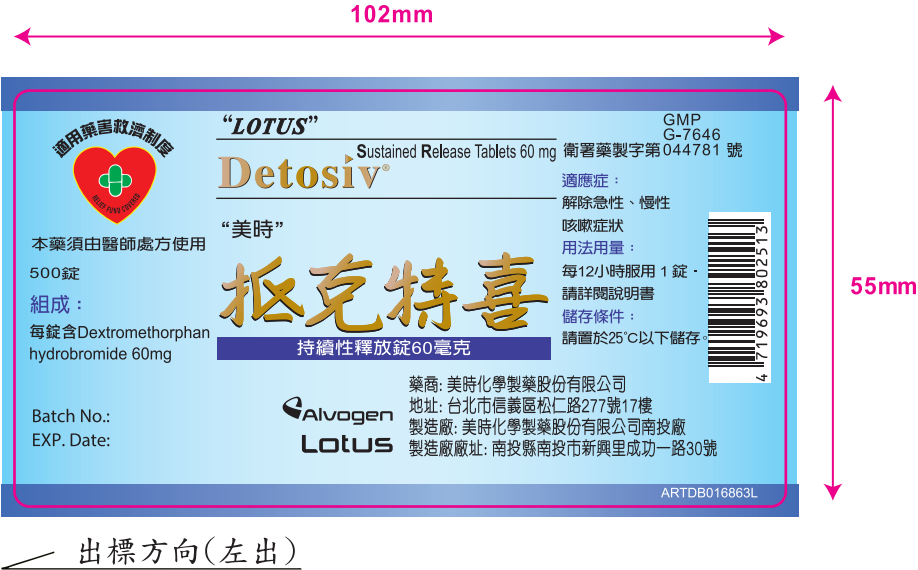 102mm
適用藥害救濟制度
RELIEF FUND COVERED
本藥須由醫師處方使用
500錠
組成：
每錠含Dextromethorphan
hydrobromide 60mg
Batch No.:
EXP. Date:
“LOTUS”
Sustained Release Tablets 60 mg
Detosiv®
“美時”
抵克特喜
持續性釋放錠60毫克
GMP
G-7646
衛署藥製字第044781 號
適應症：
解除急性、慢性
咳嗽症狀
用法用量：
每12小時服用 1 錠，
請詳閱說明書
儲存條件：
請置於25°C以下儲存。
4 719693 802513
Alvogen
Lotus
藥商: 美時化學製藥股份有限公司
地址: 台北市信義區松仁路277號17樓
製造廠: 美時化學製藥股份有限公司南投廠
製造廠廠址: 南投縣南投市新興里成功一路30號
ARTDB016863L
55mm
出標方向(左出)